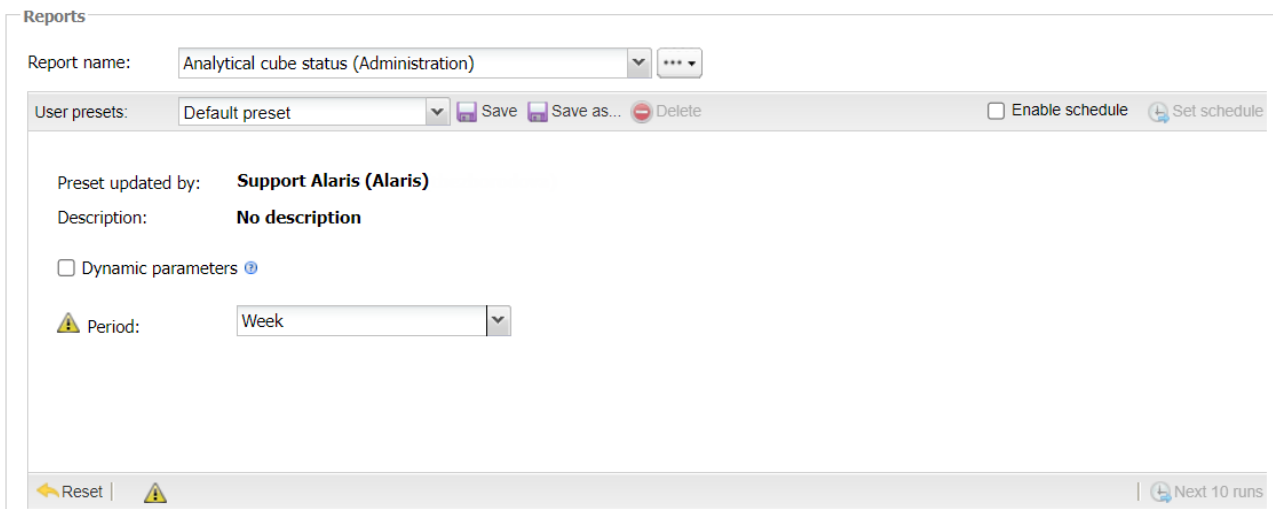 Reports
Report name: Analytical cube status (Administration)
User presets: Default preset Save Save as... Delete Enable schedule Set schedule
Preset updated by: Support Alaris (Alaris)
Description: No description
Dynamic parameters ?
Period: Week
Reset Next 10 runs